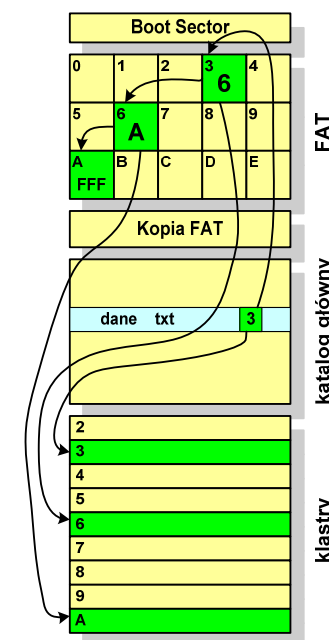 Boot Sector
0 1 2 3 4
6
5 6 7 8 9
A
A B C D E
FFF
FAT
Kopia FAT
dane txt 3
katalog główny
2
3
4
5
6
7
8
9
A
klastry